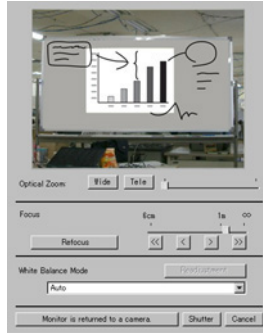 Optical Zoom: Wide Tele
Focus 6cm 1m ∞
Refocus << < > >>
White Balance Mode Readjustment
Auto
Monitor is returned to a camera. Shutter Cancel